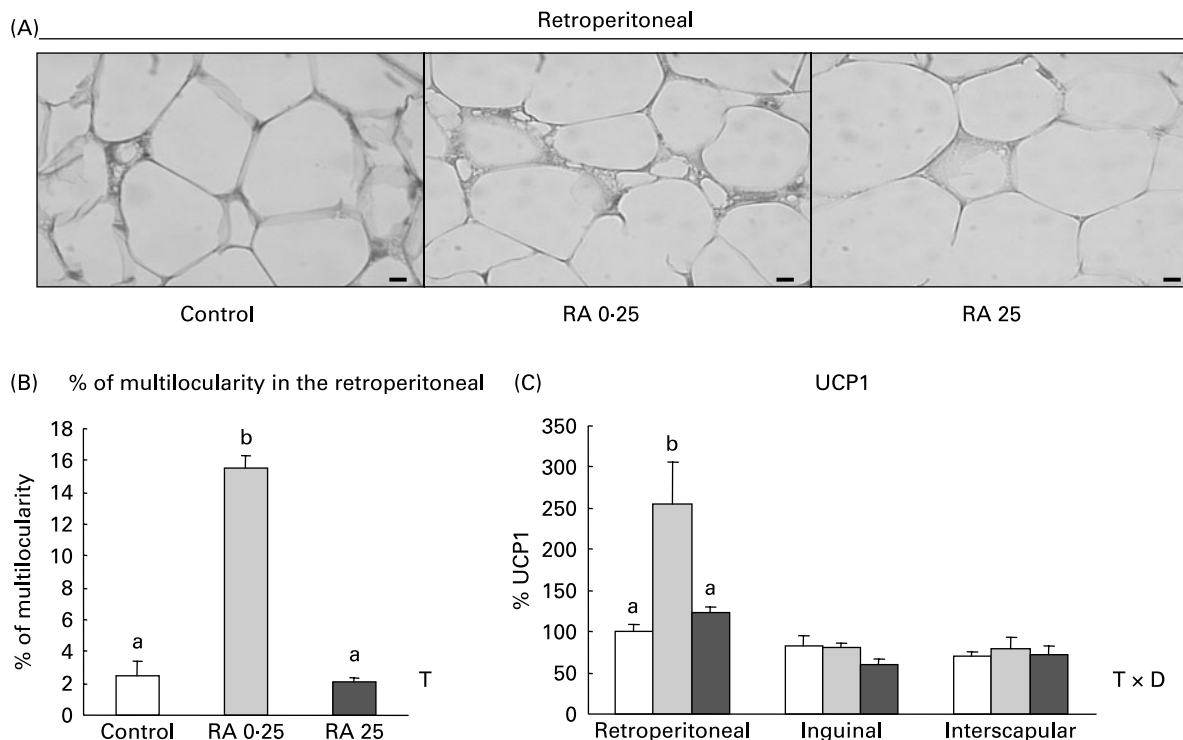 (A) Retroperitoneal
Control RA 0·25 RA 25
(B) % of multilocularity in the retroperitoneal
% of multilocularity
18
16
14
12
10
8
6
4
2
0
a
b
a
T
Control RA 0·25 RA 25
(C) UCP1
% UCP1
350
300
250
200
150
100
50
0
a
b
a
T × D
Retroperitoneal Inguinal Interscapular